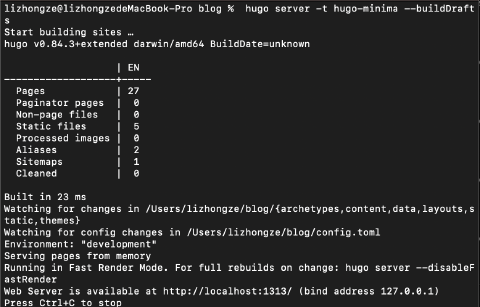 lizhongze@lizhongzedeMacBook-Pro blog % hugo server -t hugo-minima --buildDraft
s
Start building sites …
hugo v0.84.3+extended darwin/amd64 BuildDate=unknown
| EN
-------------------+-----
Pages | 27
Paginator pages | 0
Non-page files | 0
Static files | 5
Processed images | 0
Aliases | 2
Sitemaps | 1
Cleaned | 0
Built in 23 ms
Watching for changes in /Users/lizhongze/blog/{archetypes,content,data,layouts,s
tatic,themes}
Watching for config changes in /Users/lizhongze/blog/config.toml
Environment: "development"
Serving pages from memory
Running in Fast Render Mode. For full rebuilds on change: hugo server --disableF
astRender
Web Server is available at http://localhost:1313/ (bind address 127.0.0.1)
Press Ctrl+C to stop